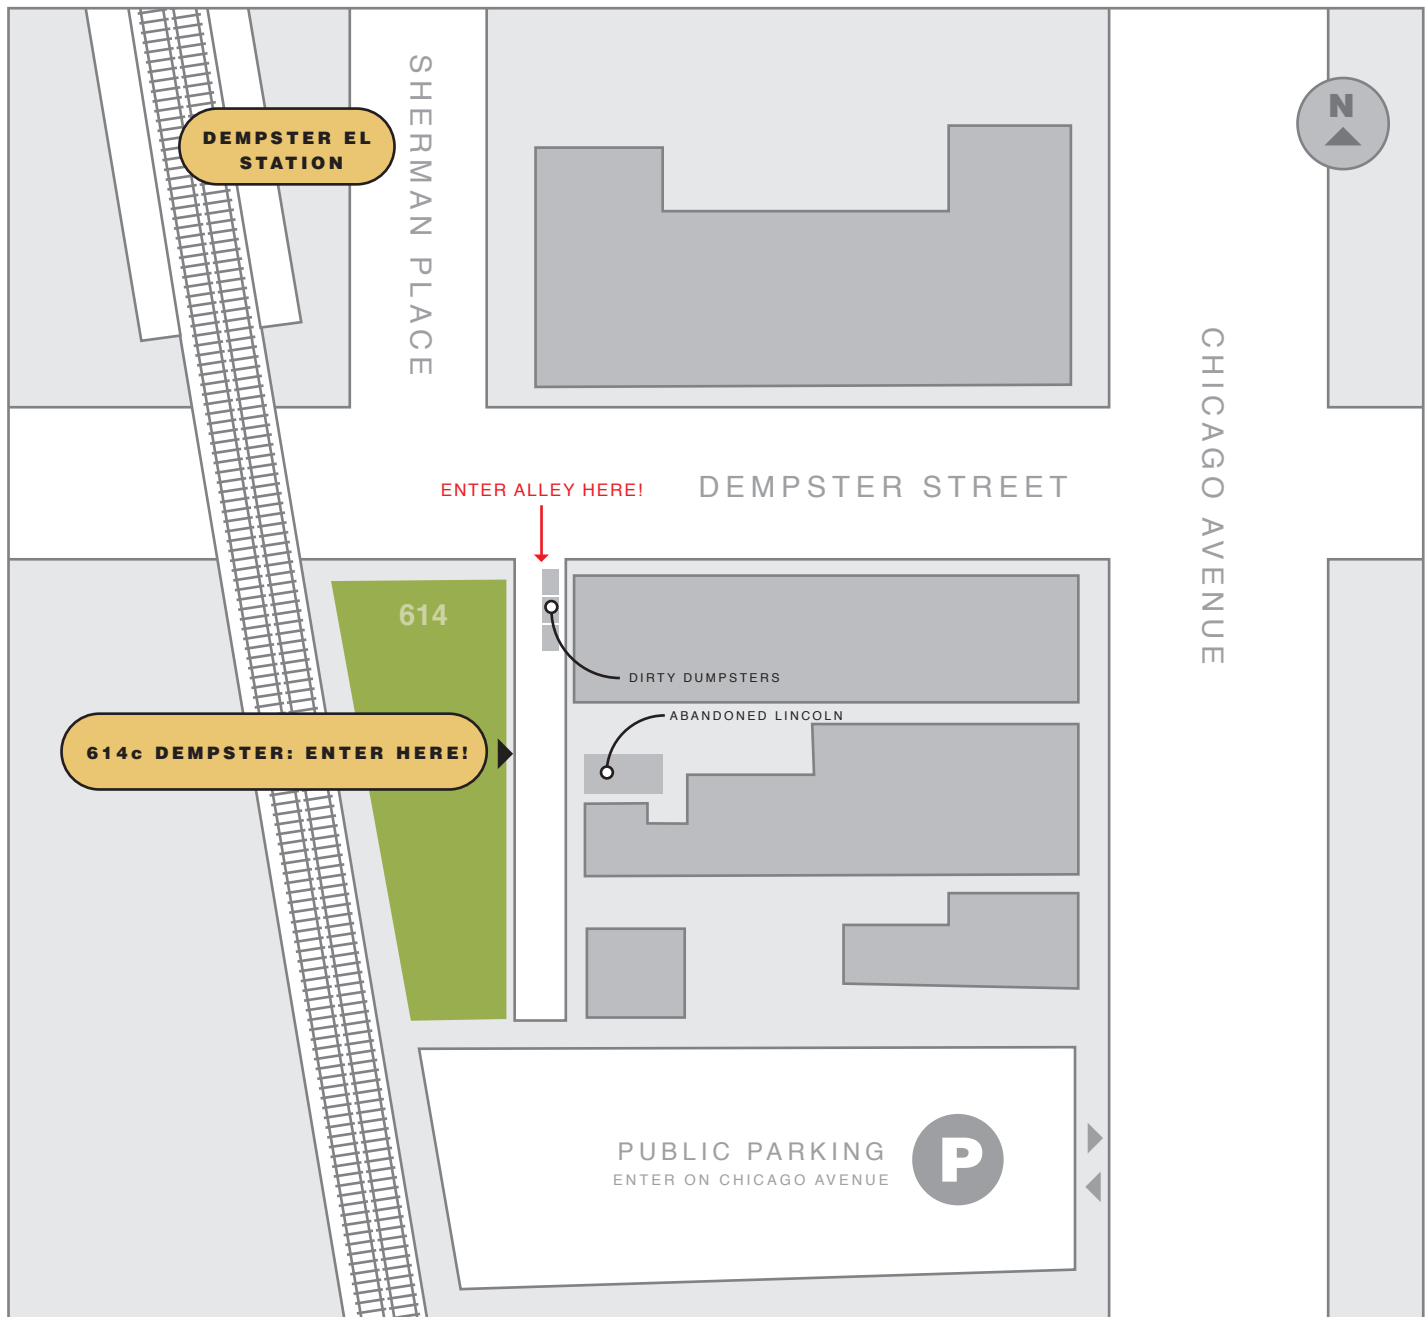 SHERMAN PLACE
DEMPSTER EL
STATION
N
CHICAGO AVENUE
ENTER ALLEY HERE!
DEMPSTER STREET
614
DIRTY DUMPSTERS
ABANDONED LINCOLN
614c DEMPSTER: ENTER HERE!
PUBLIC PARKING
ENTER ON CHICAGO AVENUE
P